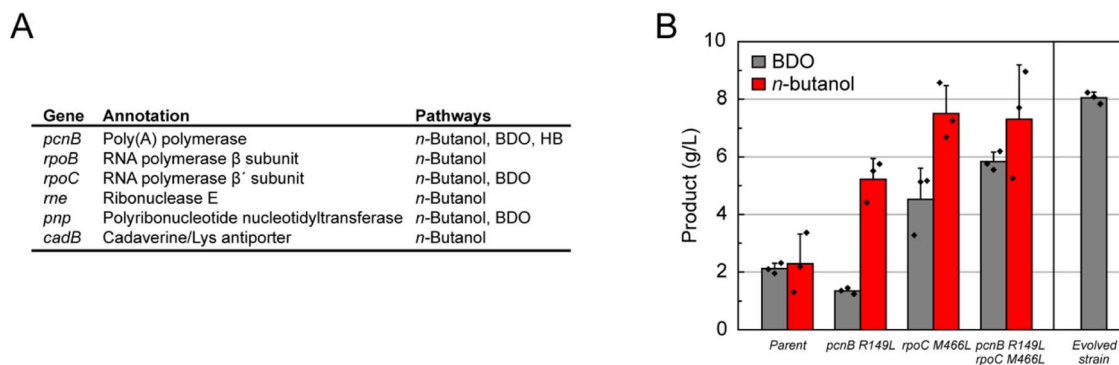 A
Gene Annotation Pathways
pcnB Poly(A) polymerase n-Butanol, BDO, HB
rpoB RNA polymerase β subunit n-Butanol
rpoC RNA polymerase β´ subunit n-Butanol, BDO
rne Ribonuclease E n-Butanol
pnp Polyribonucleotide nucleotidyltransferase n-Butanol, BDO
cadB Cadaverine/Lys antiporter n-Butanol
B
Product (g/L)
10
8
6
4
2
0
BDO
n-butanol
Parent
pcnB R149L
rpoC M466L
pcnB R149L
rpoC M466L
Evolved
strain